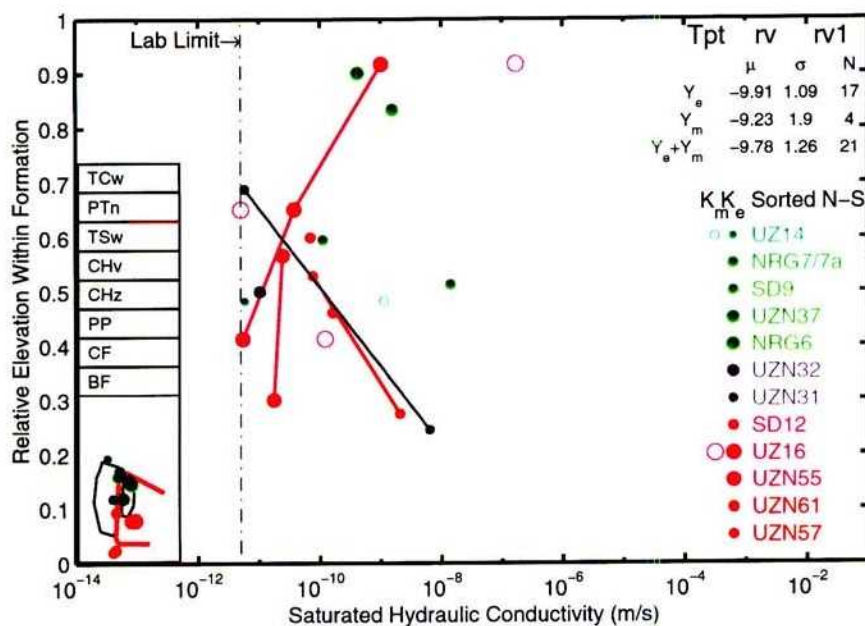 Lab Limit→
Tpt rv rv1
μ σ N
Ye −9.91 1.09 17
Ym −9.23 1.9 4
Ye+Ym −9.78 1.26 21
KmKe Sorted N−S
UZ14
NRG7/7a
SD9
UZN37
NRG6
UZN32
UZN31
SD12
UZ16
UZN55
UZN61
UZN57
TCw
PTn
TSw
CHv
CHz
PP
CF
BF
Relative Elevation Within Formation
1
0.9
0.8
0.7
0.6
0.5
0.4
0.3
0.2
0.1
0
10−14 10−12 10−10 10−8 10−6 10−4 10−2
Saturated Hydraulic Conductivity (m/s)